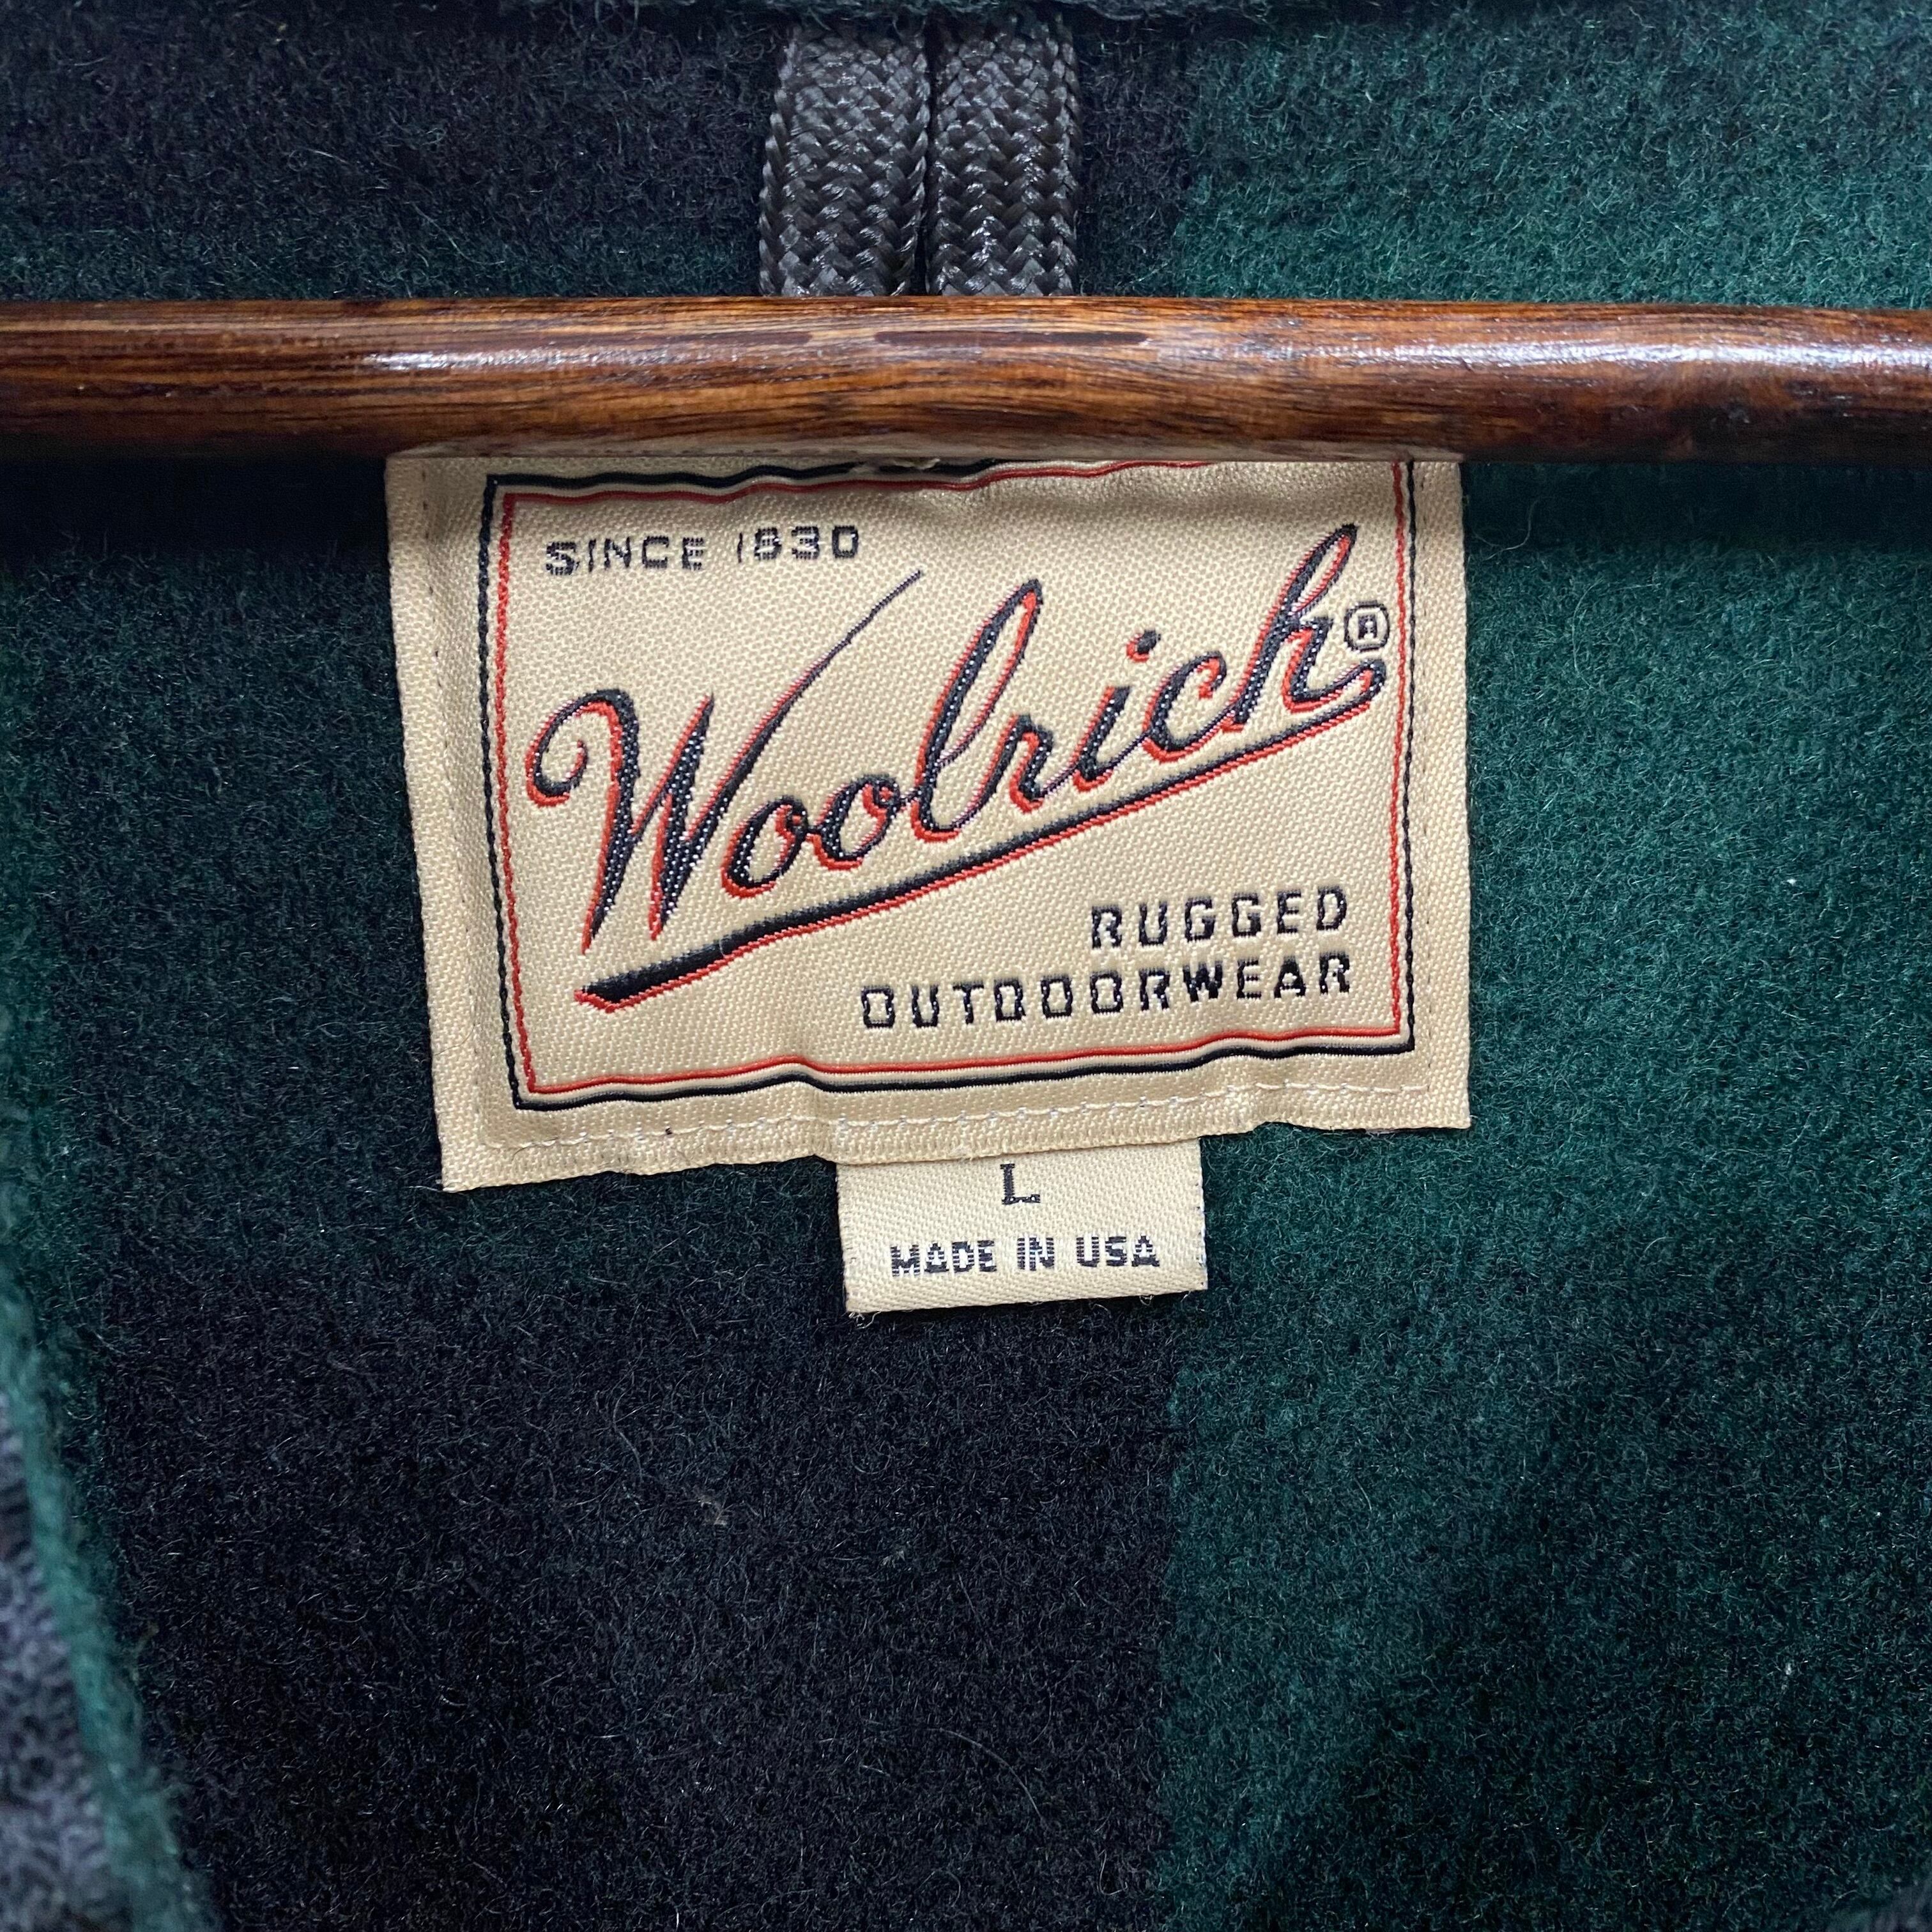 SINCE 1830
Woolrich®
RUGGED
OUTDOORWEAR
L
MADE IN USA